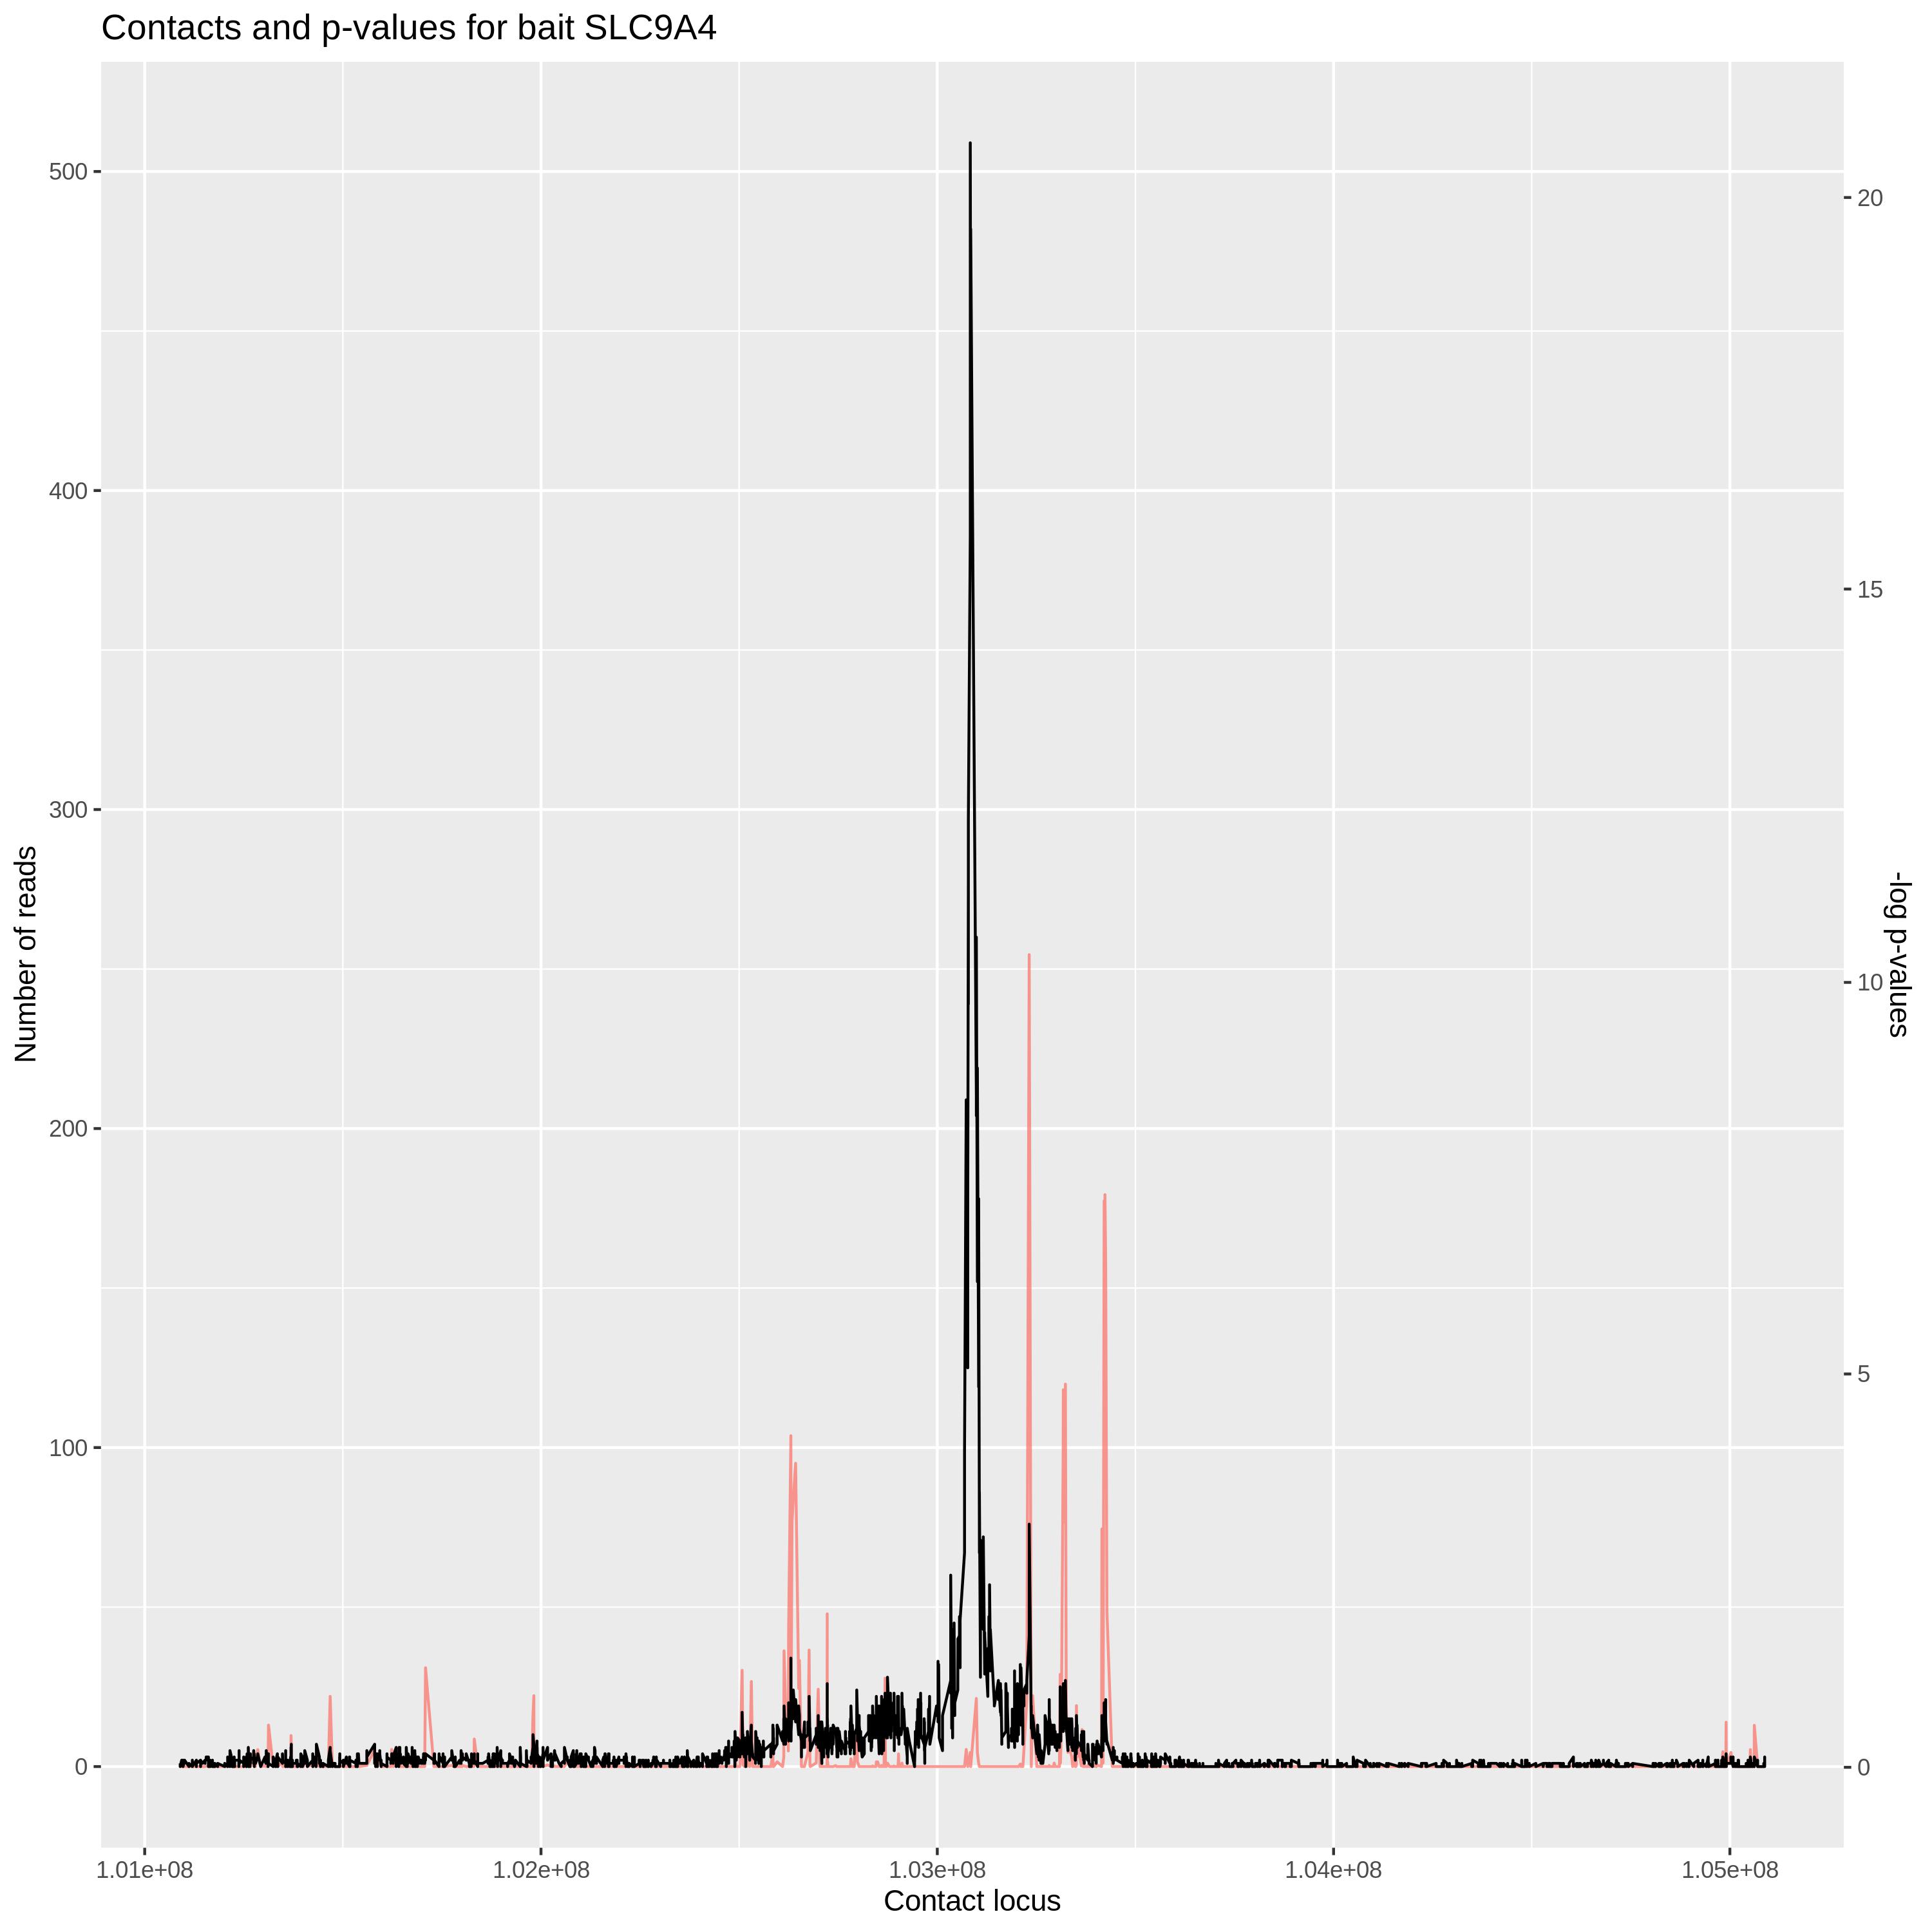 Contacts and p-values for bait SLC9A4
500
400
300
200
100
0
Number of reads
20
15
10
5
0
-log p-values
1.01e+08
1.02e+08
1.03e+08
1.04e+08
1.05e+08
Contact locus